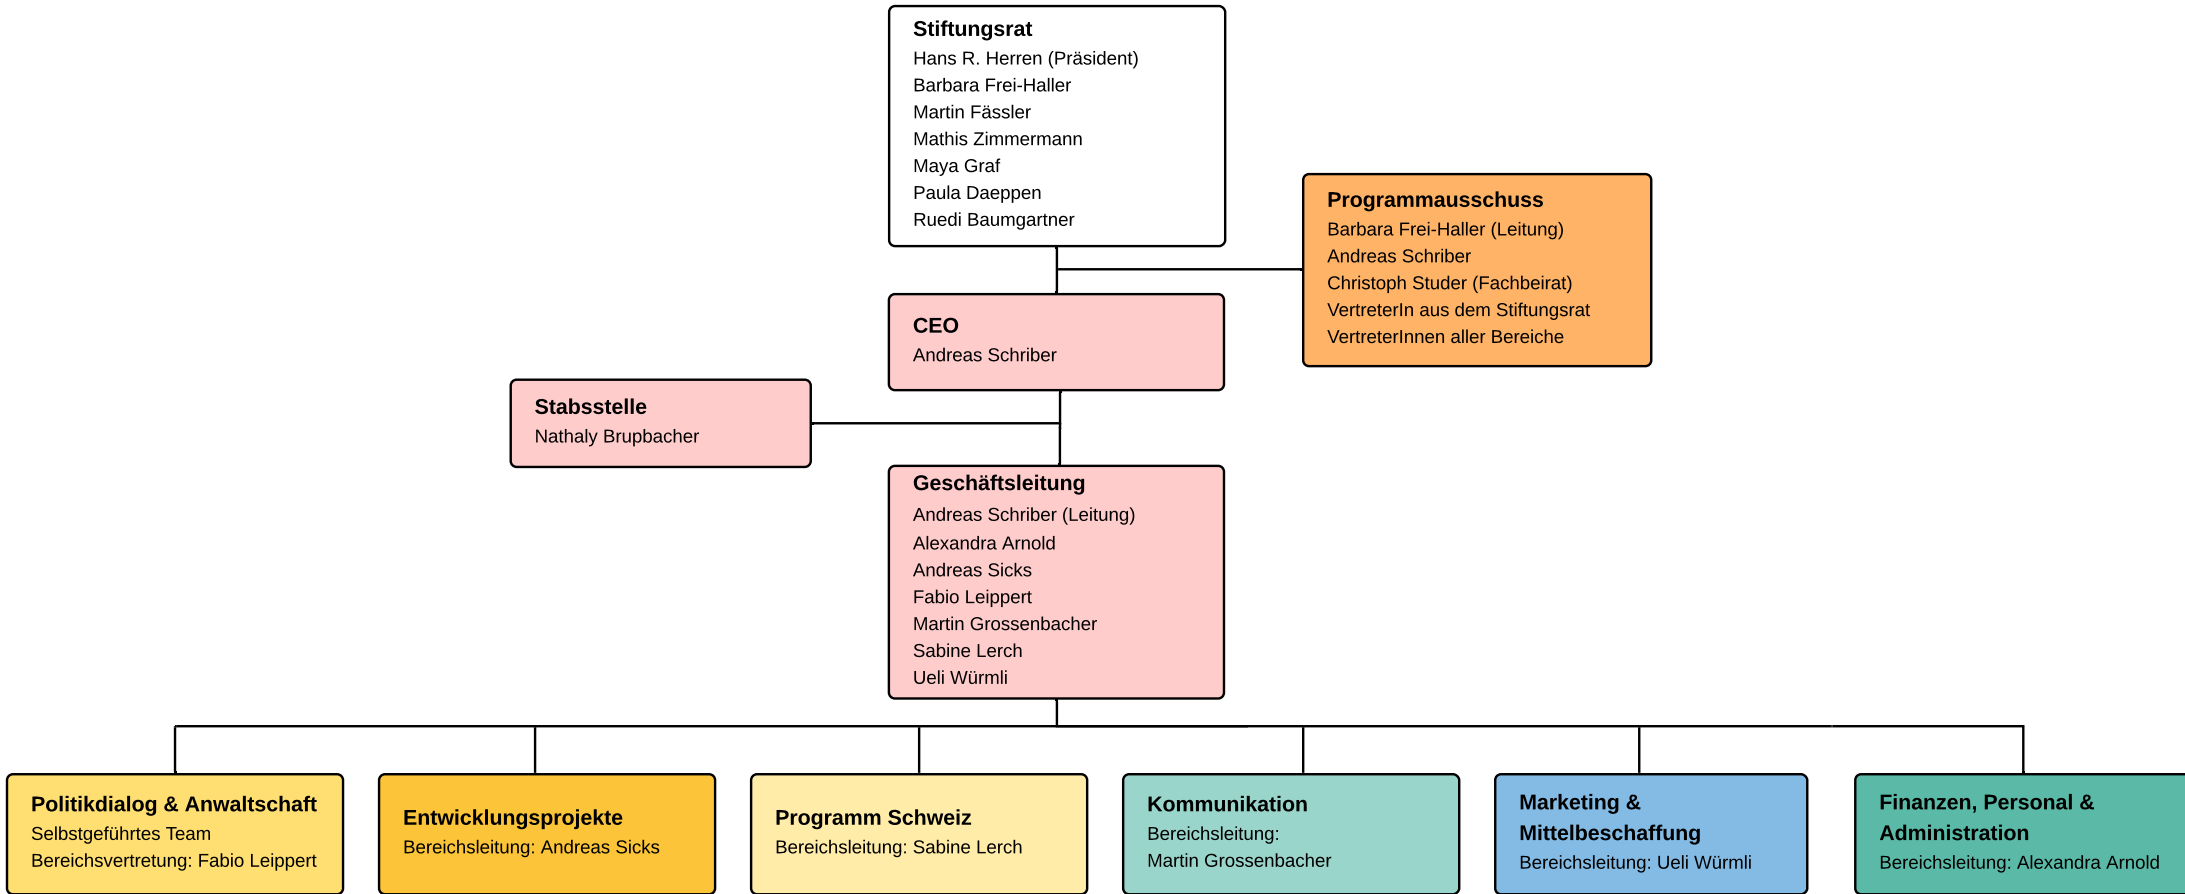 Stiftungsrat
Hans R. Herren (Präsident)
Barbara Frei-Haller
Martin Fässler
Mathis Zimmermann
Maya Graf
Paula Daeppen
Ruedi Baumgartner
Programmausschuss
Barbara Frei-Haller (Leitung)
Andreas Schriber
Christoph Studer (Fachbeirat)
VertreterIn aus dem Stiftungsrat
VertreterInnen aller Bereiche
CEO
Andreas Schriber
Stabsstelle
Nathaly Brupbacher
Geschäftsleitung
Andreas Schriber (Leitung)
Alexandra Arnold
Andreas Sicks
Fabio Leippert
Martin Grossenbacher
Sabine Lerch
Ueli Würmli
Politikdialog & Anwaltschaft
Selbstgeführtes Team
Bereichsvertretung: Fabio Leippert
Entwicklungsprojekte
Bereichsleitung: Andreas Sicks
Programm Schweiz
Bereichsleitung: Sabine Lerch
Kommunikation
Bereichsleitung:
Martin Grossenbacher
Marketing &
Mittelbeschaffung
Bereichsleitung: Ueli Würmli
Finanzen, Personal &
Administration
Bereichsleitung: Alexandra Arnold